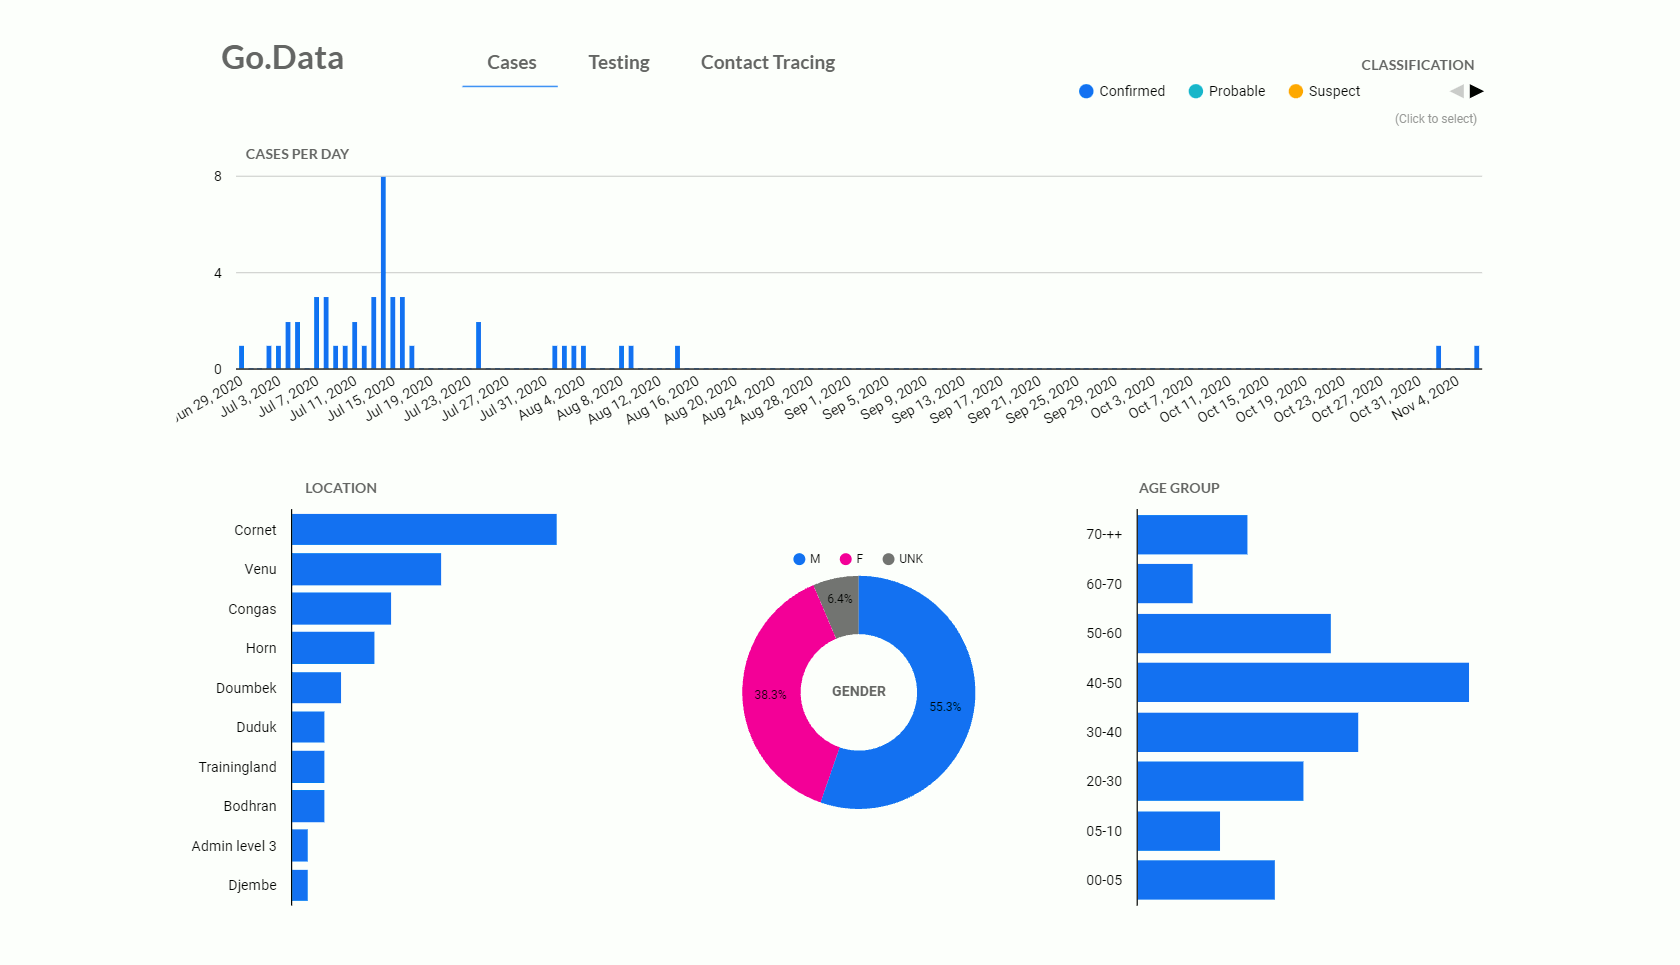 Go.Data
Cases
Testing
Contact Tracing
CLASSIFICATION
Confirmed
Probable
Suspect
(Click to select)
CASES PER DAY
8
4
0
un 29, 2020
Jul 3, 2020
Jul 7, 2020
Jul 11, 2020
Jul 15, 2020
Jul 19, 2020
Jul 23, 2020
Jul 27, 2020
Jul 31, 2020
Aug 4, 2020
Aug 8, 2020
Aug 12, 2020
Aug 16, 2020
Aug 20, 2020
Aug 24, 2020
Aug 28, 2020
Sep 1, 2020
Sep 5, 2020
Sep 9, 2020
Sep 13, 2020
Sep 17, 2020
Sep 21, 2020
Sep 25, 2020
Sep 29, 2020
Oct 3, 2020
Oct 7, 2020
Oct 11, 2020
Oct 15, 2020
Oct 19, 2020
Oct 23, 2020
Oct 27, 2020
Oct 31, 2020
Nov 4, 2020
LOCATION
Cornet
Venu
Congas
Horn
Doumbek
Duduk
Trainingland
Bodhran
Admin level 3
Djembe
M
F
UNK
6.4%
38.3%
GENDER
55.3%
AGE GROUP
70-++
60-70
50-60
40-50
30-40
20-30
05-10
00-05